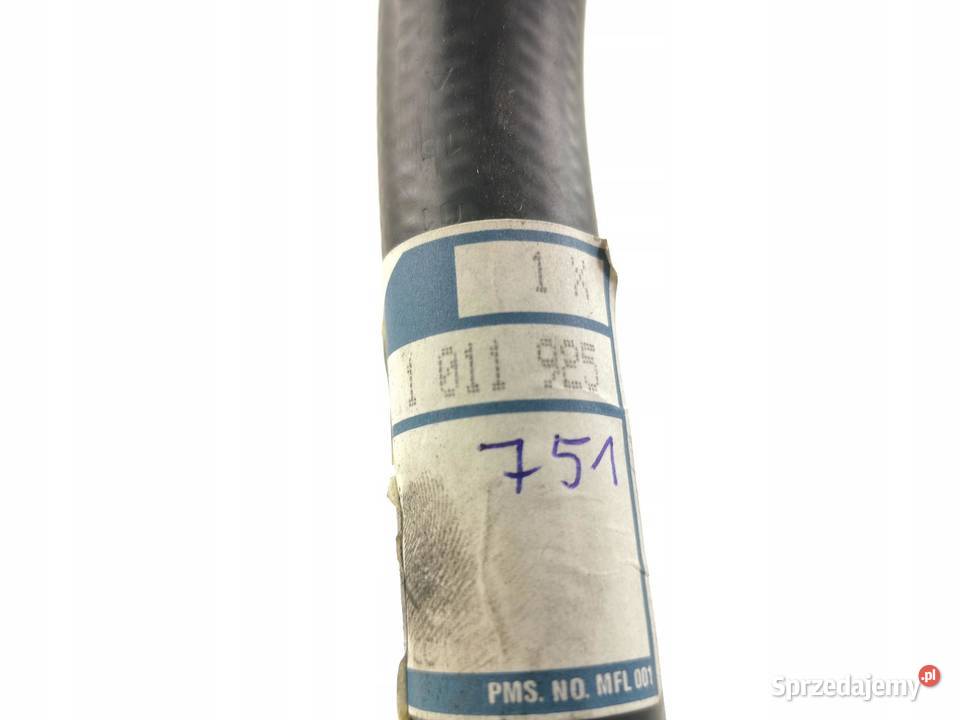 1 X
1 011 925
751
PMS. NO. MFL 001
Sprzedajemy.pl